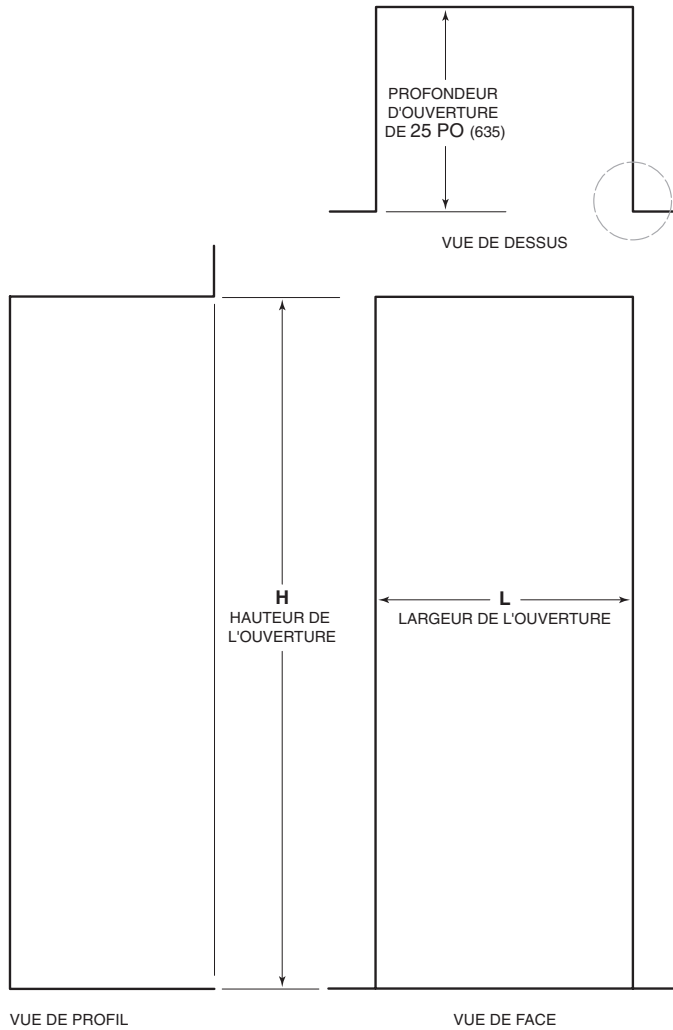 PROFONDEUR
D'OUVERTURE
DE 25 PO (635)
VUE DE DESSUS
H
HAUTEUR DE
L'OUVERTURE
L
LARGEUR DE L'OUVERTURE
VUE DE PROFIL
VUE DE FACE